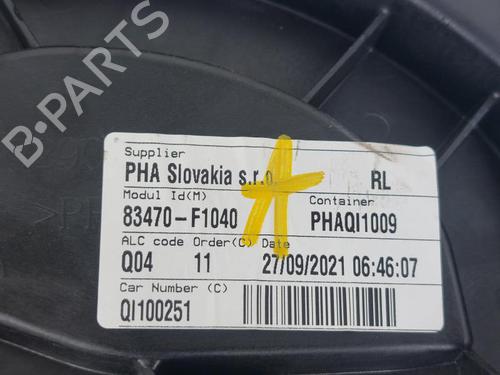 B-PARTS
Supplier
PHA Slovakia s.r.o. RL
Modul Id(M) Container
83470-F1040 PHAQI1009
ALC code Order(C) Date
Q04 11 27/09/2021 06:46:07
Car Number (C)
QI100251